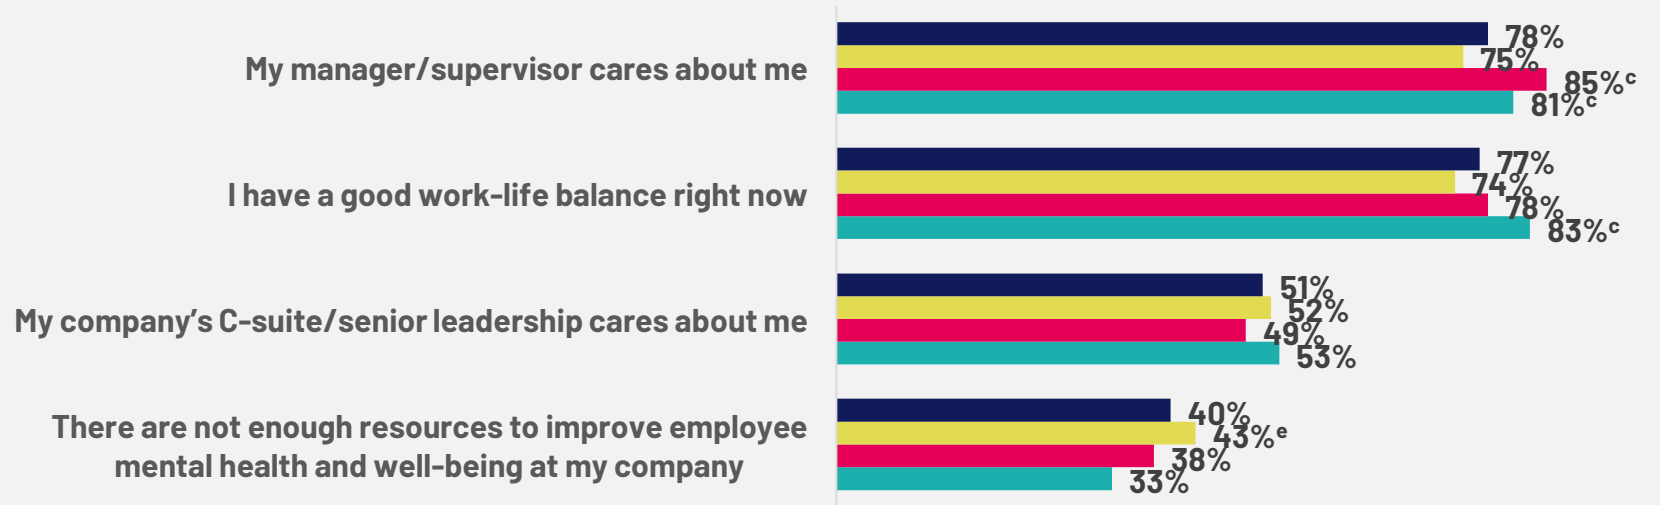 My manager/supervisor cares about me
78%
75%
85%ᶜ
81%ᶜ
I have a good work-life balance right now
77%
74%
78%
83%ᶜ
My company’s C-suite/senior leadership cares about me
51%
52%
49%
53%
There are not enough resources to improve employee
mental health and well-being at my company
40%
43%ᵉ
38%
33%